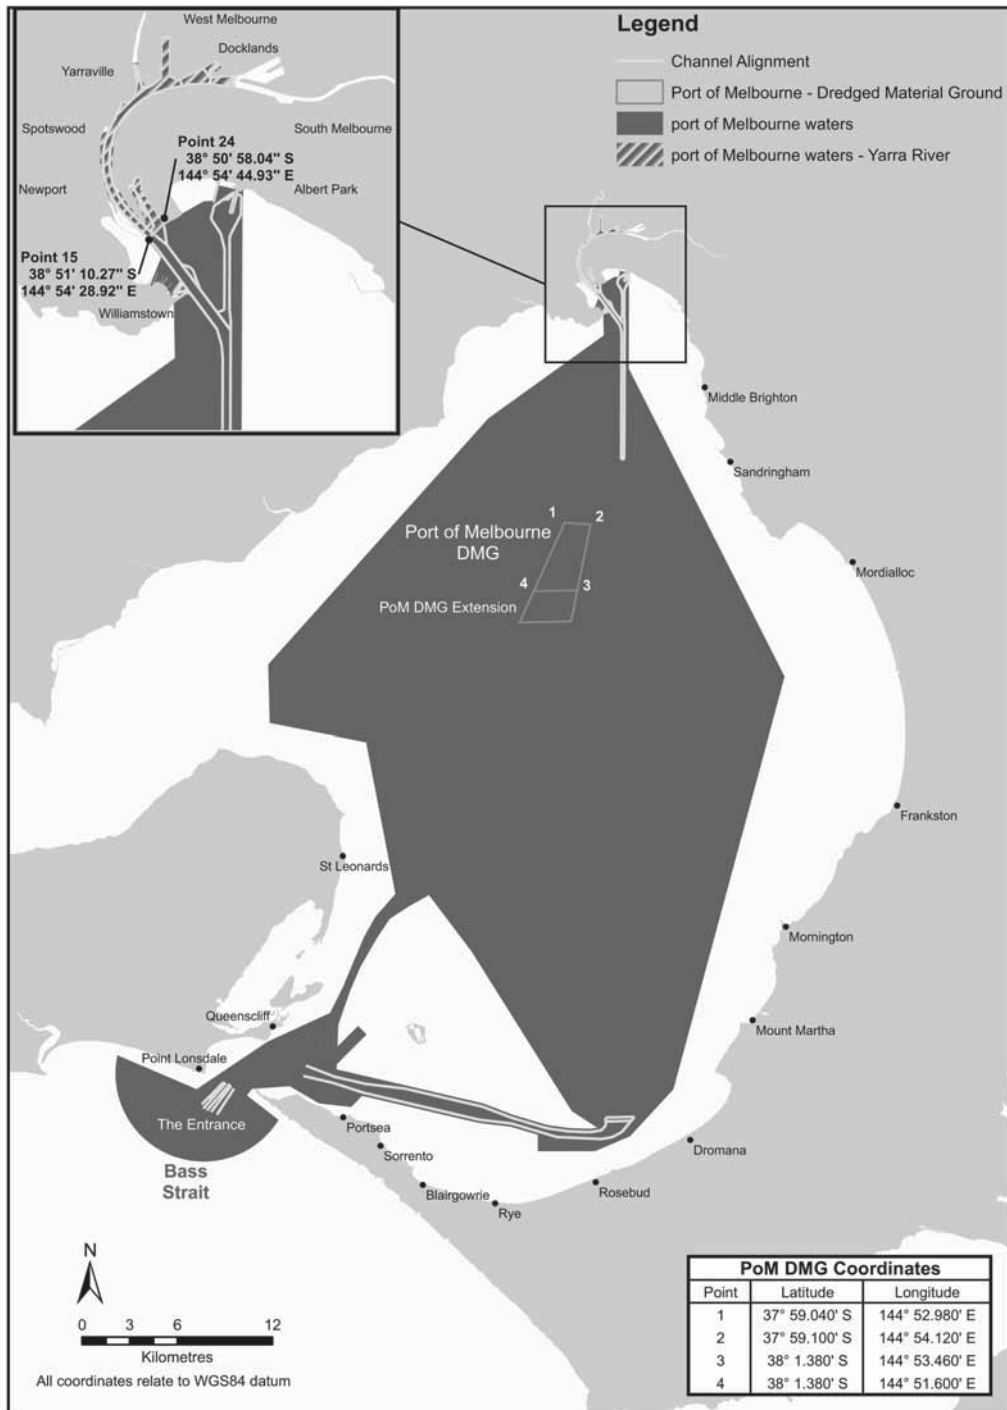 West Melbourne
Docklands
Yarraville
Spotswood
South Melbourne
Point 24
38° 50' 58.04" S
144° 54' 44.93" E
Newport
Albert Park
Point 15
38° 51' 10.27" S
144° 54' 28.92" E
Williamstown
Legend
Channel Alignment
Port of Melbourne - Dredged Material Ground
port of Melbourne waters
port of Melbourne waters - Yarra River
Middle Brighton
Sandringham
Mordialloc
1
2
Port of Melbourne
DMG
4
3
PoM DMG Extension
Frankston
St Leonards
Mornington
Queenscliff
Mount Martha
Point Lonsdale
The Entrance
Portsea
Dromana
Sorrento
Bass
Strait
Blairgowrie
Rosebud
Rye
N
0 3 6 12
Kilometres
All coordinates relate to WGS84 datum
PoM DMG Coordinates
Point Latitude Longitude
1 37° 59.040' S 144° 52.980' E
2 37° 59.100' S 144° 54.120' E
3 38° 1.380' S 144° 53.460' E
4 38° 1.380' S 144° 51.600' E